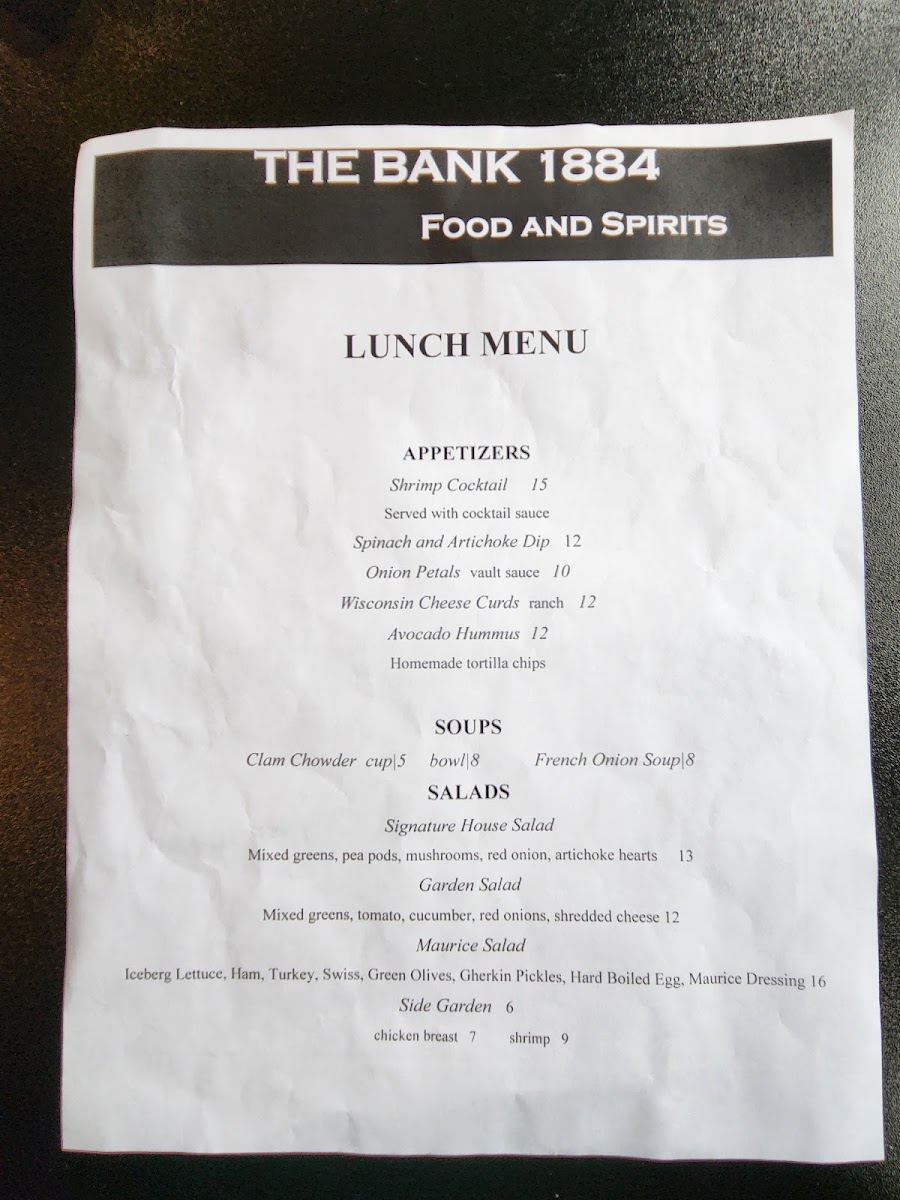 THE BANK 1884
FOOD AND SPIRITS
LUNCH MENU
APPETIZERS
Shrimp Cocktail 15
Served with cocktail sauce
Spinach and Artichoke Dip 12
Onion Petals vault sauce 10
Wisconsin Cheese Curds ranch 12
Avocado Hummus 12
Homemade tortilla chips
SOUPS
Clam Chowder cup|5 bowl|8 French Onion Soup|8
SALADS
Signature House Salad
Mixed greens, pea pods, mushrooms, red onion, artichoke hearts 13
Garden Salad
Mixed greens, tomato, cucumber, red onions, shredded cheese 12
Maurice Salad
Iceberg Lettuce, Ham, Turkey, Swiss, Green Olives, Gherkin Pickles, Hard Boiled Egg, Maurice Dressing 16
Side Garden 6
chicken breast 7 shrimp 9